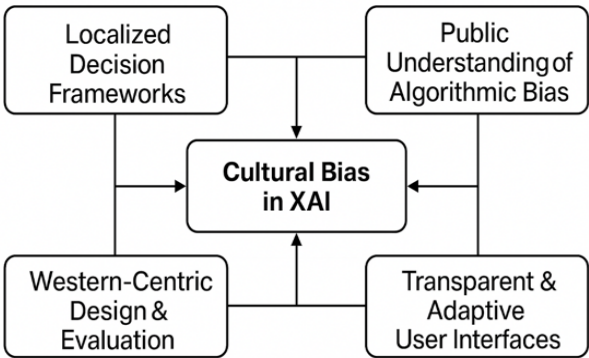 Localized
Decision
Frameworks
Public
Understanding of
Algorithmic Bias
Cultural Bias
in XAI
Western-Centric
Design &
Evaluation
Transparent &
Adaptive
User Interfaces